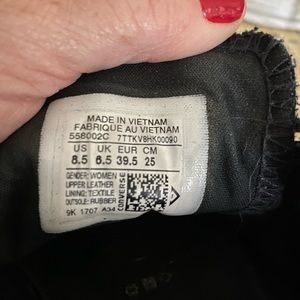 MADE IN VIETNAM
FABRIQUE AU VIETNAM
558002C 7TTKV8HK00090
US UK EUR CM
8.5 6.5 39.5 25
GENDER: WOMEN
UPPER: LEATHER
LINING: TEXTILE
OUTSOLE: RUBBER
9K 1707 A34
CONVERSE